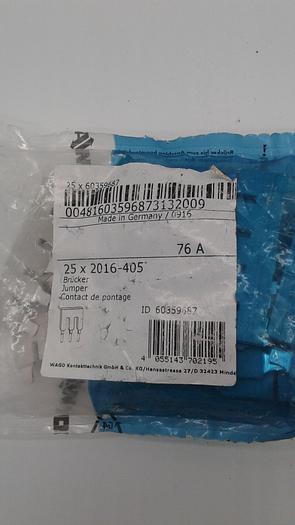 25 x 60359687
00481603596873132009
Made in Germany / 0916
76 A
25 x 2016-405
Brücker
Jumper
Contact de pontage
ID 60359687
4 055143 702195
WAGO Kontakttechnik GmbH & Co. KG/Hansastrasse 27/D 32423 Minde